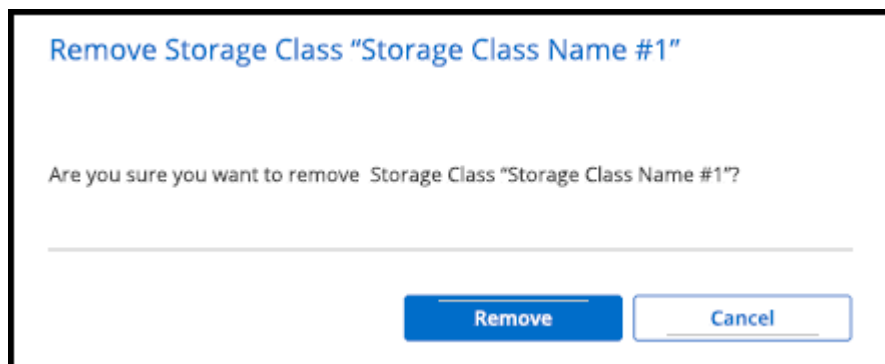 Remove Storage Class “Storage Class Name #1”
Are you sure you want to remove  Storage Class “Storage Class Name #1”?
Remove
Cancel